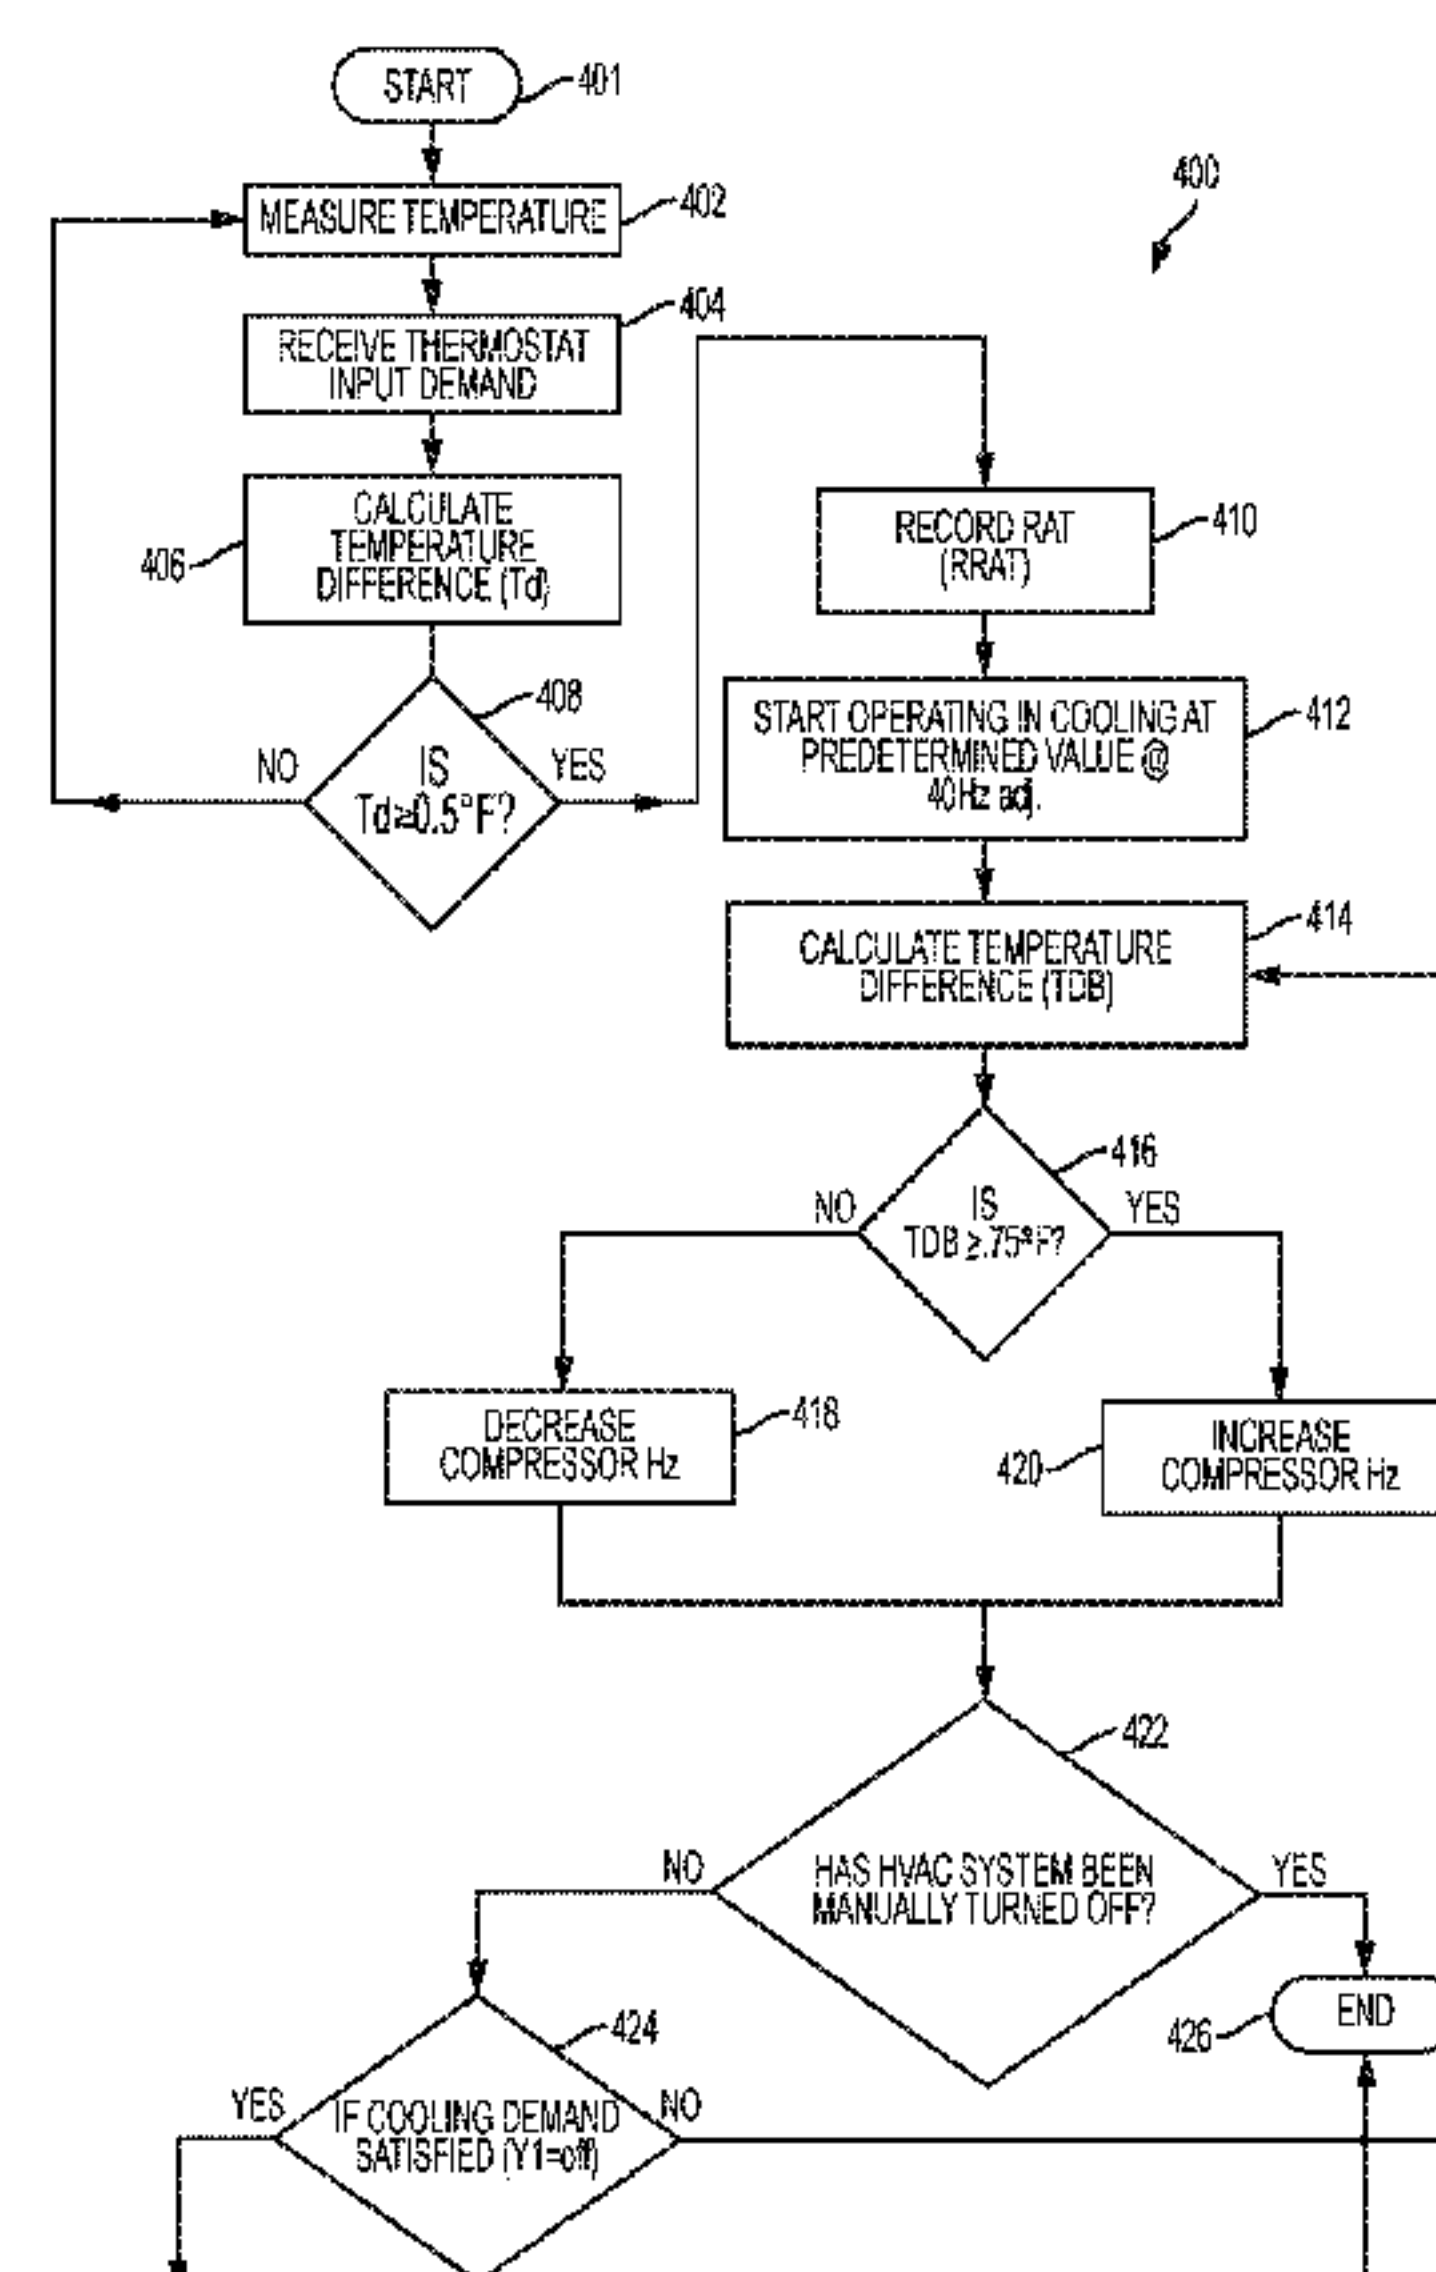 START
401
400
MEASURE TEMPERATURE
402
RECEIVE THERMOSTAT
INPUT DEMAND
404
CALCULATE
TEMPERATURE
DIFFERENCE (Td)
406
408
NO
IS
Td≥0.5°F?
YES
RECORD RAT
(RRAT)
410
START OPERATING IN COOLING AT
PREDETERMINED VALUE @
40Hz adj.
412
CALCULATE TEMPERATURE
DIFFERENCE (TDB)
414
416
NO
IS
TDB ≥.75°F?
YES
DECREASE
COMPRESSOR Hz
418
INCREASE
COMPRESSOR Hz
420
422
NO
HAS HVAC SYSTEM BEEN
MANUALLY TURNED OFF?
YES
END
426
424
YES
IF COOLING DEMAND
SATISFIED (Y1=off)
NO